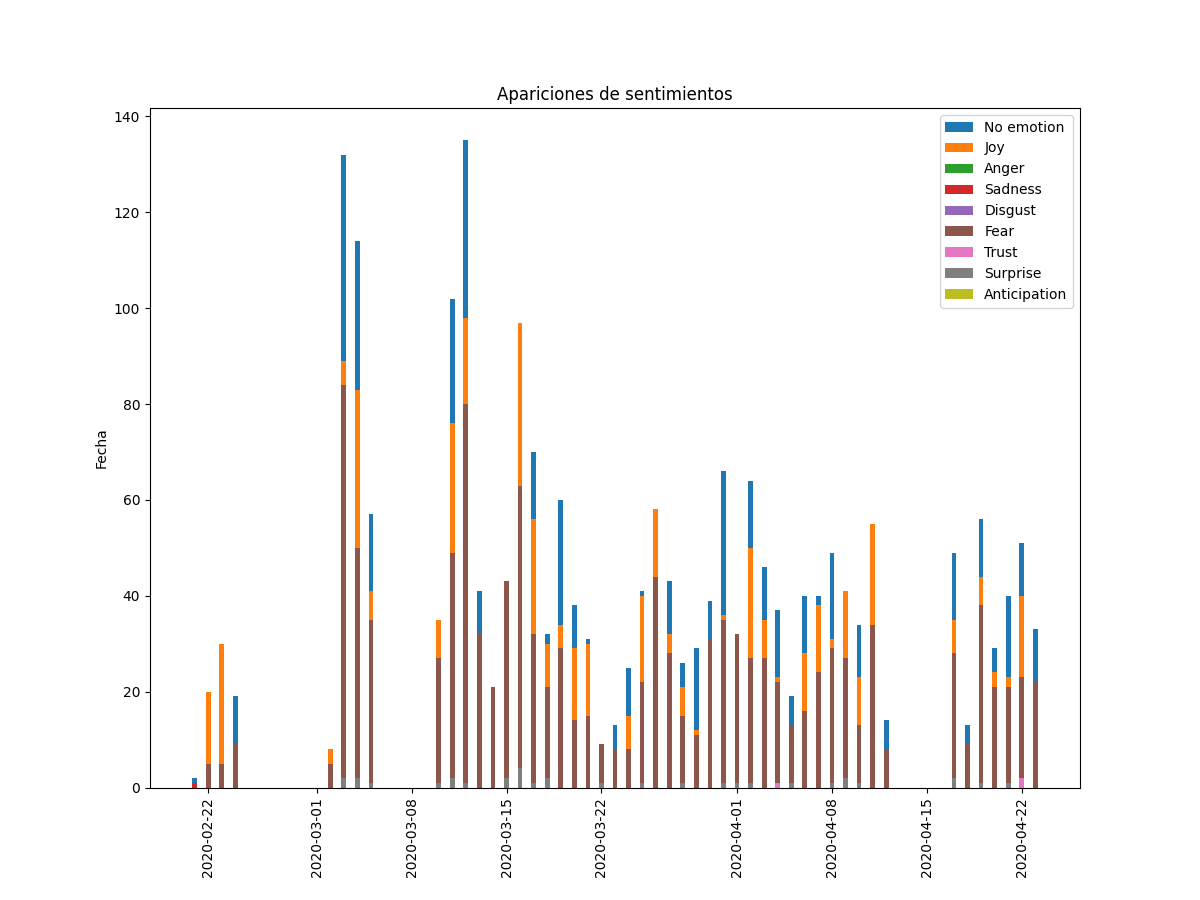 Apariciones de sentimientos
140
120
100
80
60
40
20
0
Fecha
No emotion
Joy
Anger
Sadness
Disgust
Fear
Trust
Surprise
Anticipation
2020-02-22
2020-03-01
2020-03-08
2020-03-15
2020-03-22
2020-04-01
2020-04-08
2020-04-15
2020-04-22